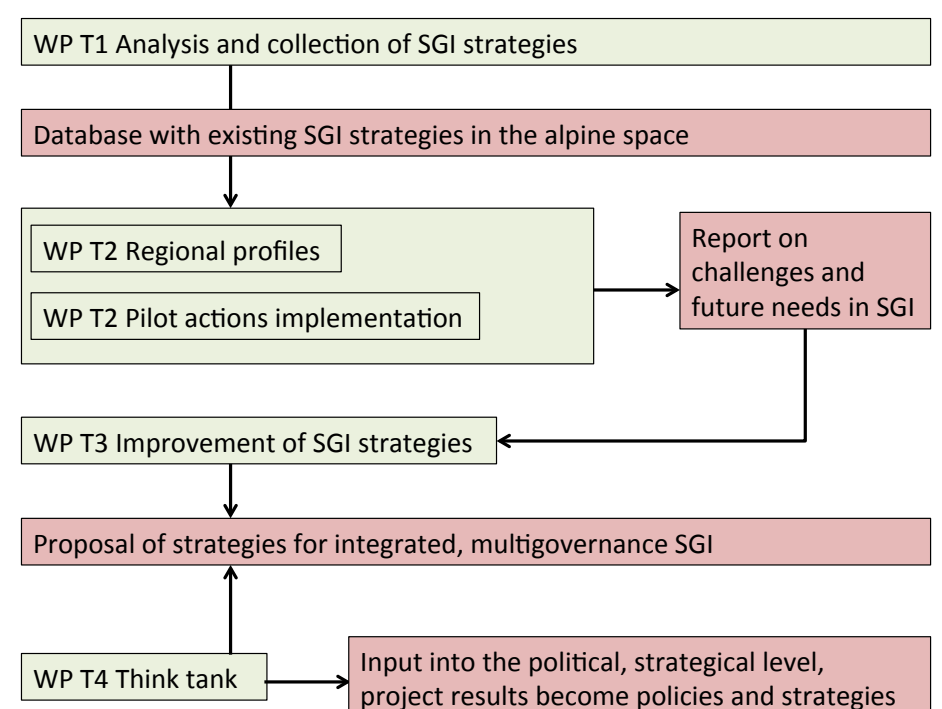 WP T1 Analysis and collection of SGI strategies
Database with existing SGI strategies in the alpine space
WP T2 Regional profiles
WP T2 Pilot actions implementation
Report on
challenges and
future needs in SGI
WP T3 Improvement of SGI strategies
Proposal of strategies for integrated, multigovernance SGI
WP T4 Think tank
Input into the political, strategical level,
project results become policies and strategies